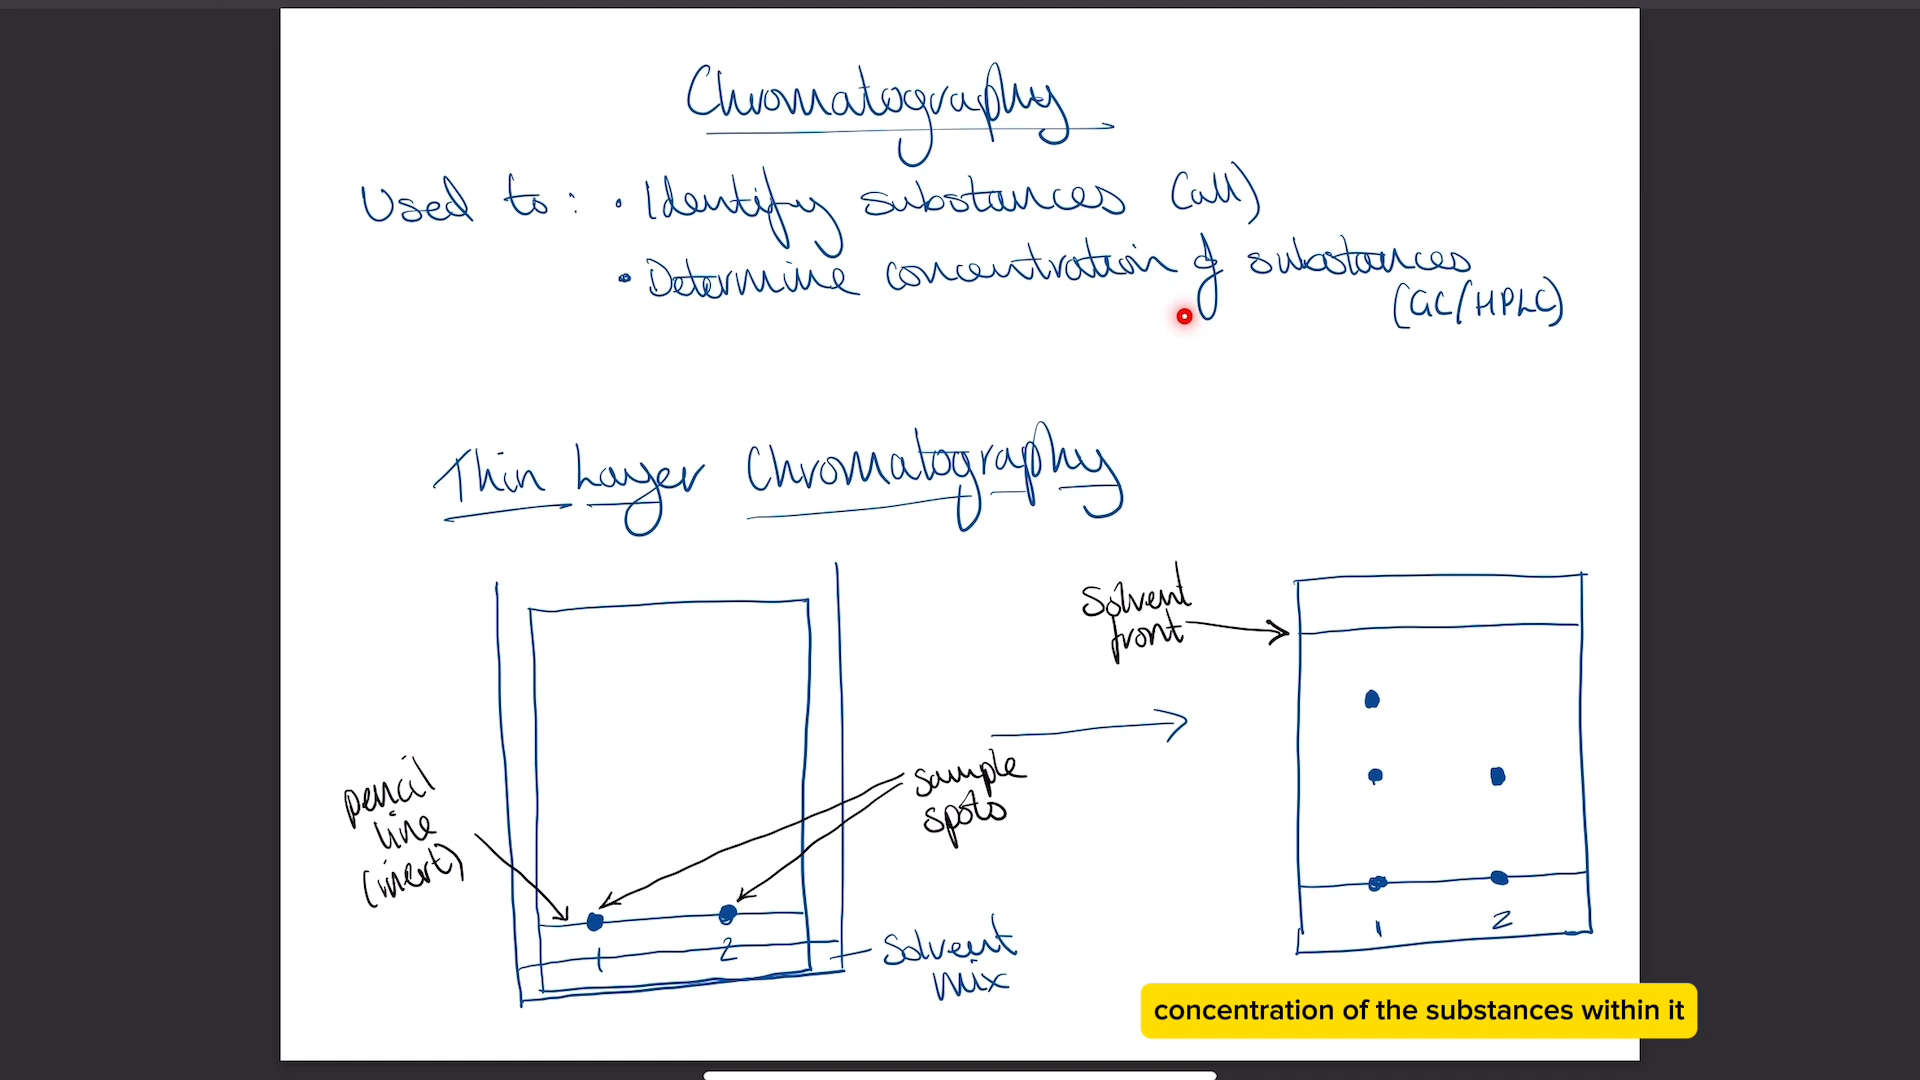 Chromatography
Used to: • Identify substances (all)
• Determine concentration of substances
(GC/HPLC)
Thin Layer Chromatography
Solvent
front
pencil
line
(inert)
sample
spots
1 2
Solvent
mix
1 2
concentration of the substances within it